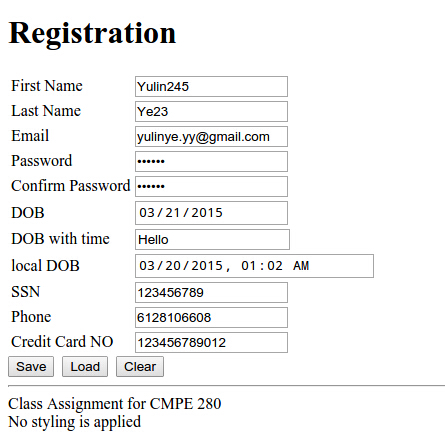 Registration
First Name Yulin245
Last Name Ye23
Email yulinye.yy@gmail.com
Password ••••••
Confirm Password ••••••
DOB 03/21/2015
DOB with time Hello
local DOB 03/20/2015, 01:02 AM
SSN 123456789
Phone 6128106608
Credit Card NO 123456789012
Save Load Clear
Class Assignment for CMPE 280
No styling is applied